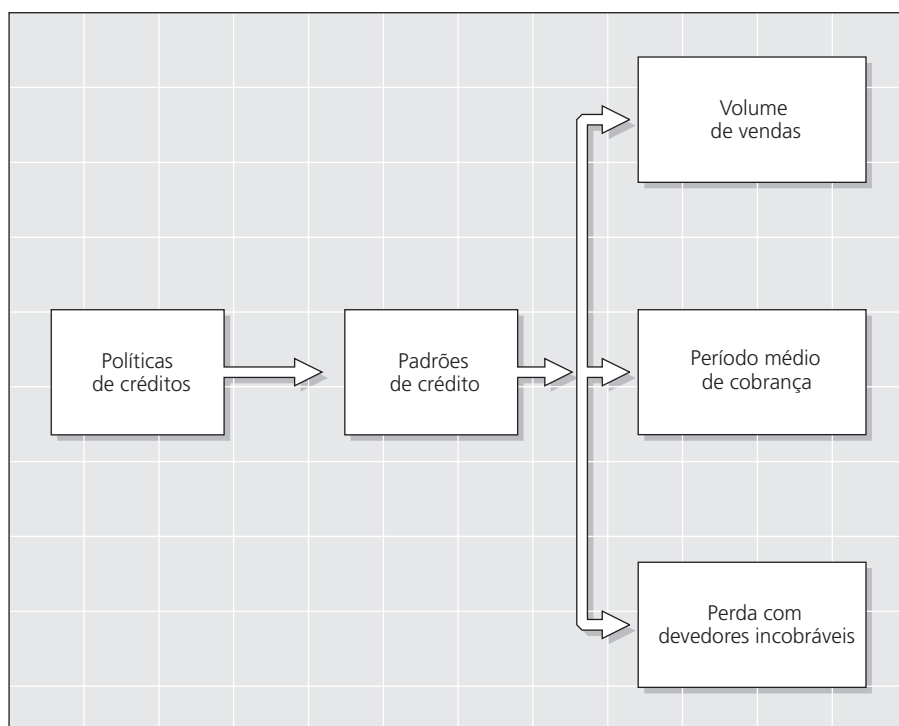 Volume
de vendas
Políticas
de créditos
Padrões
de crédito
Período médio
de cobrança
Perda com
devedores incobráveis